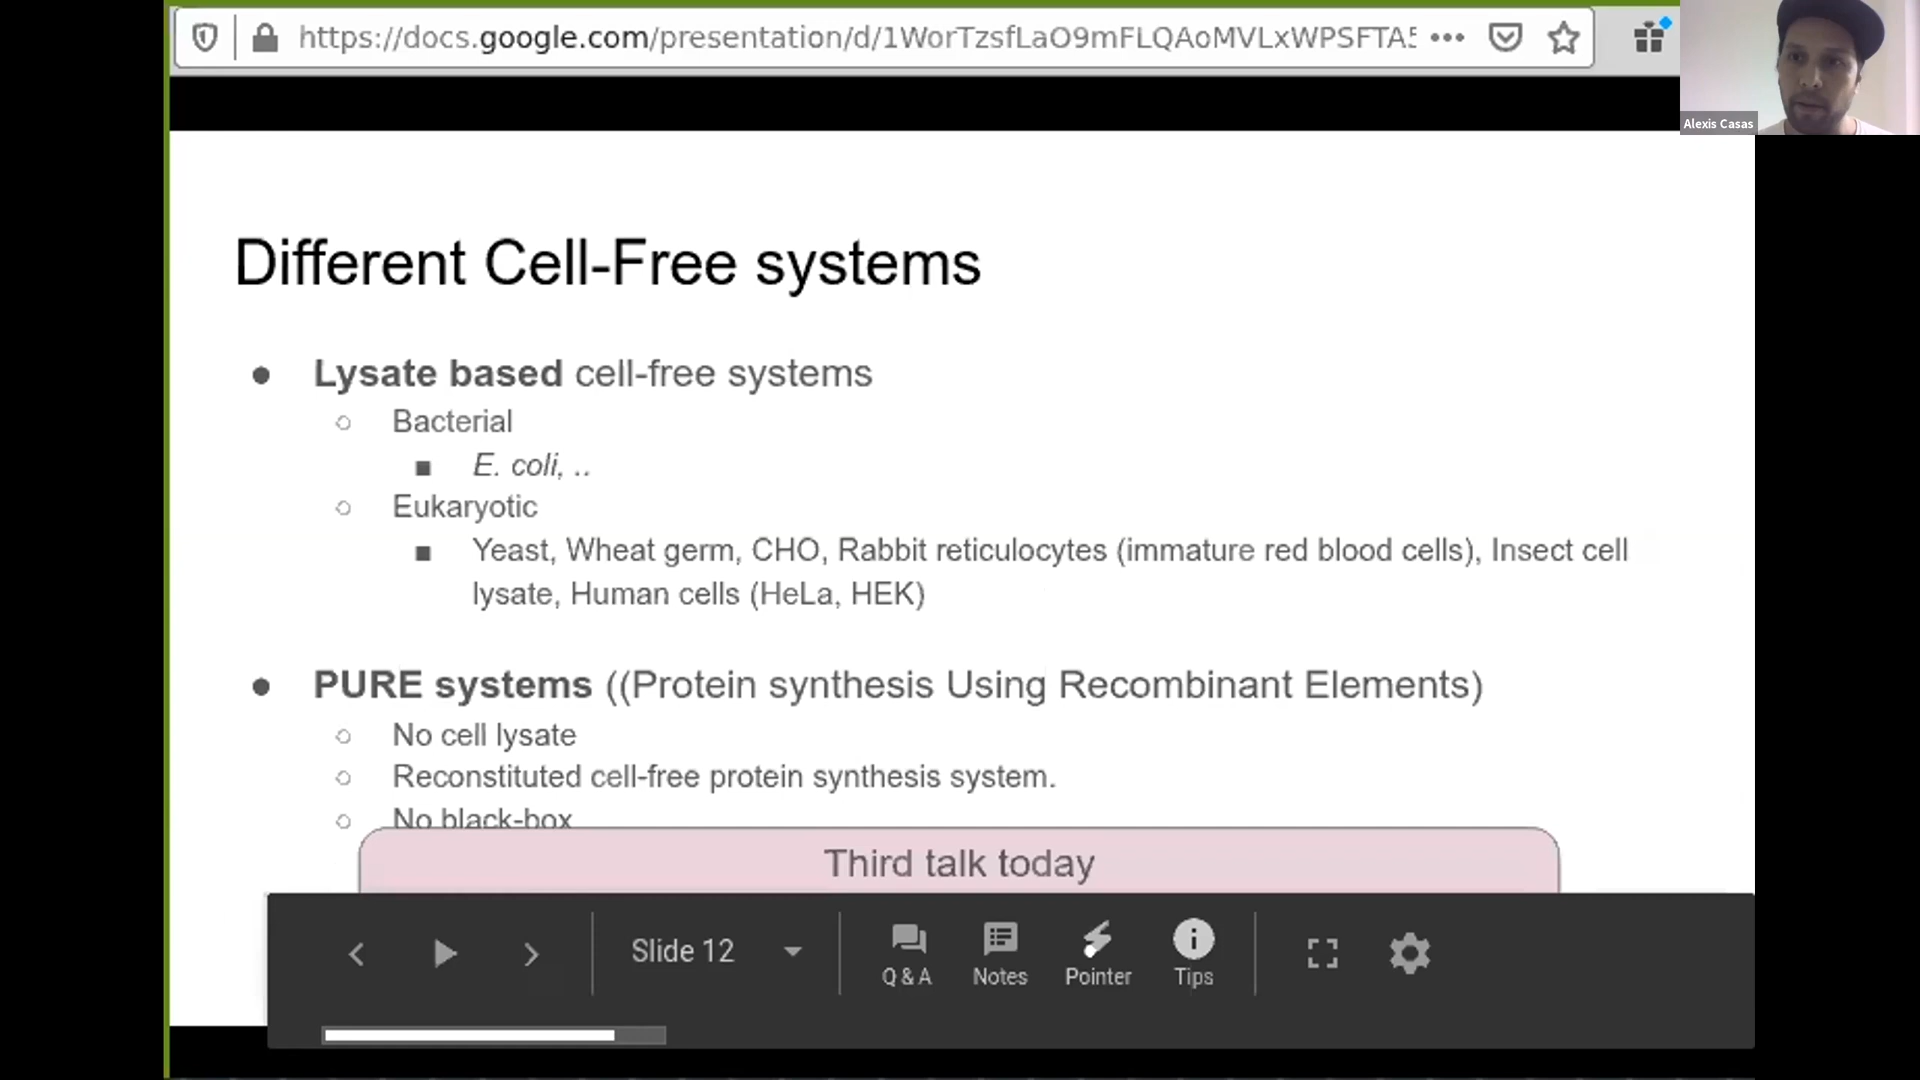 https://docs.google.com/presentation/d/1WorTzsfLaO9mFLQAoMVLxWPSFTA5
Alexis Casas
Different Cell-Free systems
Lysate based cell-free systems
Bacterial
E. coli, ..
Eukaryotic
Yeast, Wheat germ, CHO, Rabbit reticulocytes (immature red blood cells), Insect cell
lysate, Human cells (HeLa, HEK)
PURE systems ((Protein synthesis Using Recombinant Elements)
No cell lysate
Reconstituted cell-free protein synthesis system.
No black-box
Third talk today
Slide 12
Q & A
Notes
Pointer
Tips